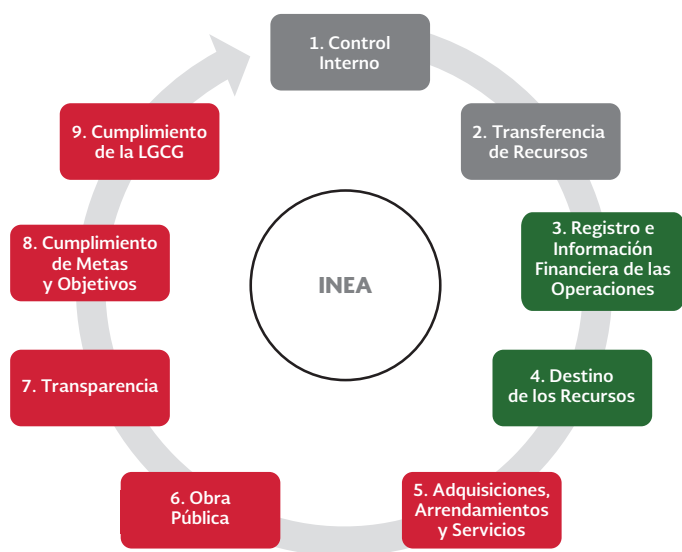 1. Control
Interno
2. Transferencia
de Recursos
3. Registro e
Información
Financiera de las
Operaciones
4. Destino
de los Recursos
5. Adquisiciones,
Arrendamientos
y Servicios
6. Obra
Pública
7. Transparencia
8. Cumplimiento
de Metas
y Objetivos
9. Cumplimiento
de la LGCG
INEA